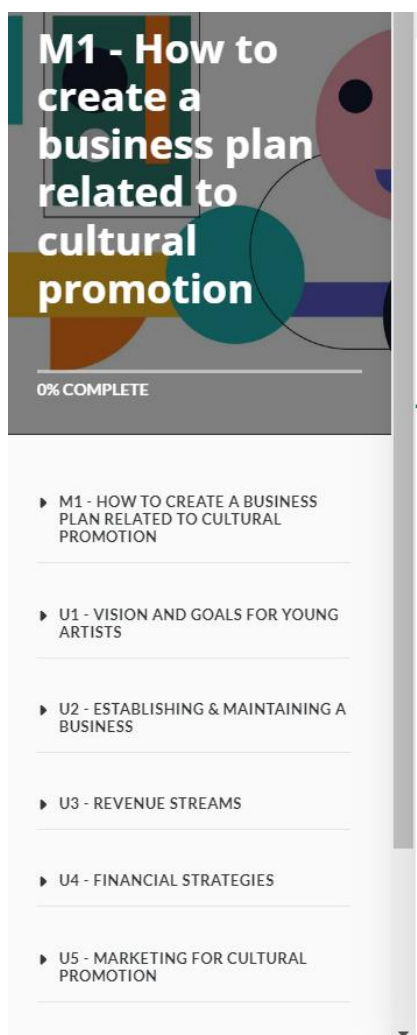 M1 - How to
create a
business plan
related to
cultural
promotion
0% COMPLETE
M1 - HOW TO CREATE A BUSINESS
PLAN RELATED TO CULTURAL
PROMOTION
U1 - VISION AND GOALS FOR YOUNG
ARTISTS
U2 - ESTABLISHING & MAINTAINING A
BUSINESS
U3 - REVENUE STREAMS
U4 - FINANCIAL STRATEGIES
U5 - MARKETING FOR CULTURAL
PROMOTION